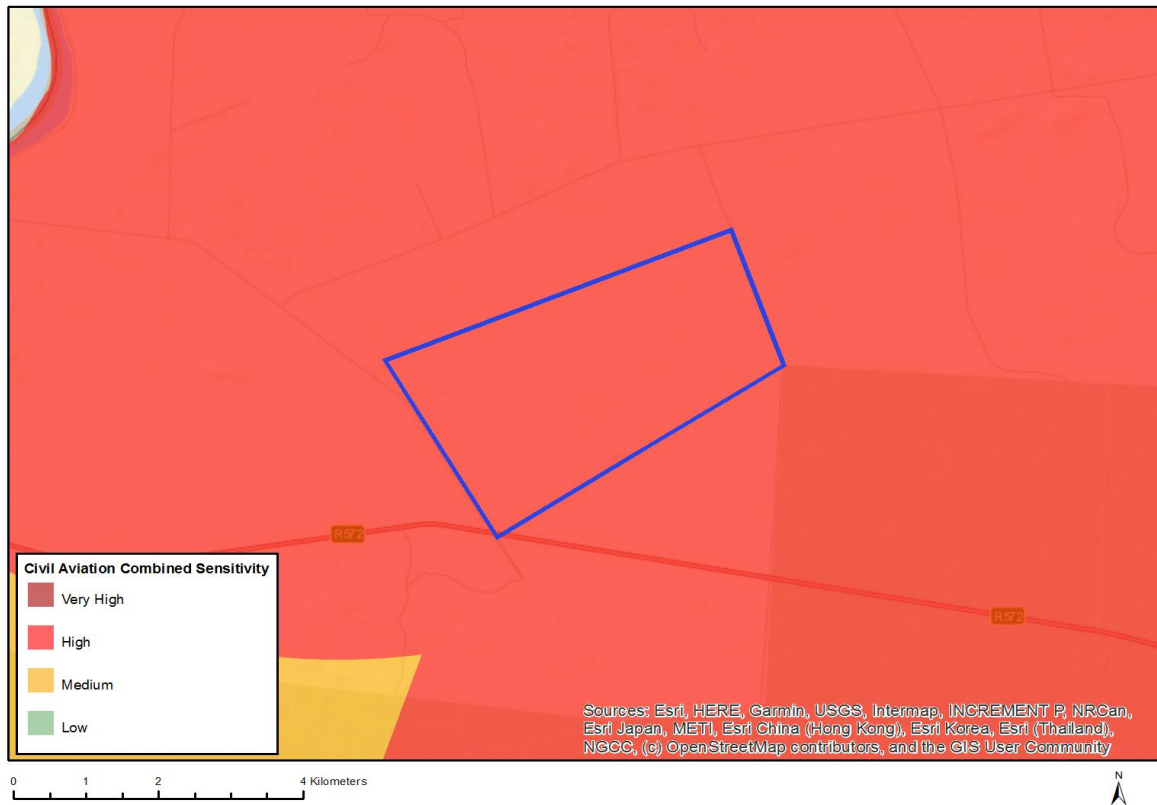 R572
R572
Civil Aviation Combined Sensitivity
Very High
High
Medium
Low
Sources: Esri, HERE, Garmin, USGS, Intermap, INCREMENT P, NRCan,
Esri Japan, METI, Esri China (Hong Kong), Esri Korea, Esri (Thailand),
NGCC, (c) OpenStreetMap contributors, and the GIS User Community
0 1 2 4 Kilometers
N